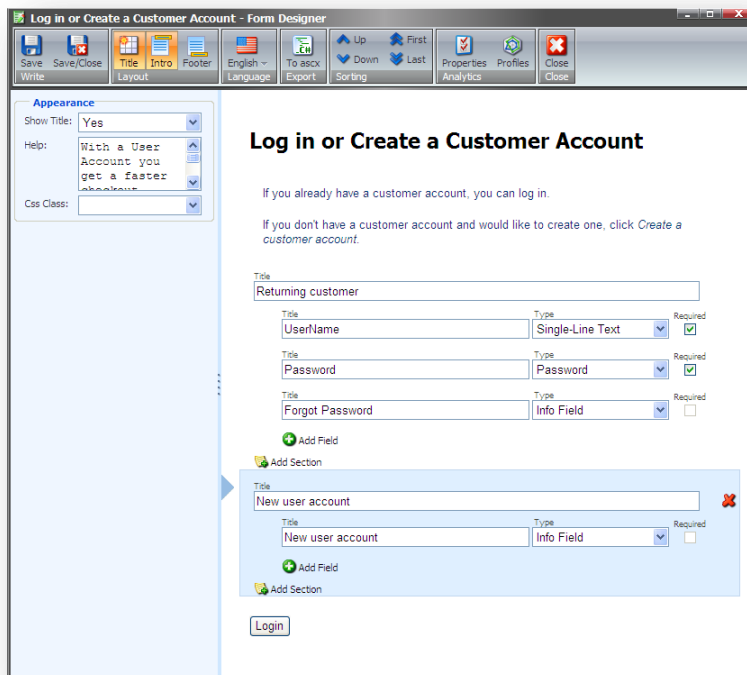 Log in or Create a Customer Account - Form Designer
Save Save/Close Title Intro Footer English To ascx Up First Down Last Properties Profiles Close
Write Layout Language Export Sorting Analytics Close
Appearance
Show Title: Yes
Help: With a User
Account you
get a faster
checkout
Css Class:
Log in or Create a Customer Account
If you already have a customer account, you can log in.
If you don't have a customer account and would like to create one, click Create a
customer account.
Title
Returning customer
Title Type Required
UserName Single-Line Text
Title Type Required
Password Password
Title Type Required
Forgot Password Info Field
Add Field
Add Section
Title
New user account
Title Type Required
New user account Info Field
Add Field
Add Section
Login